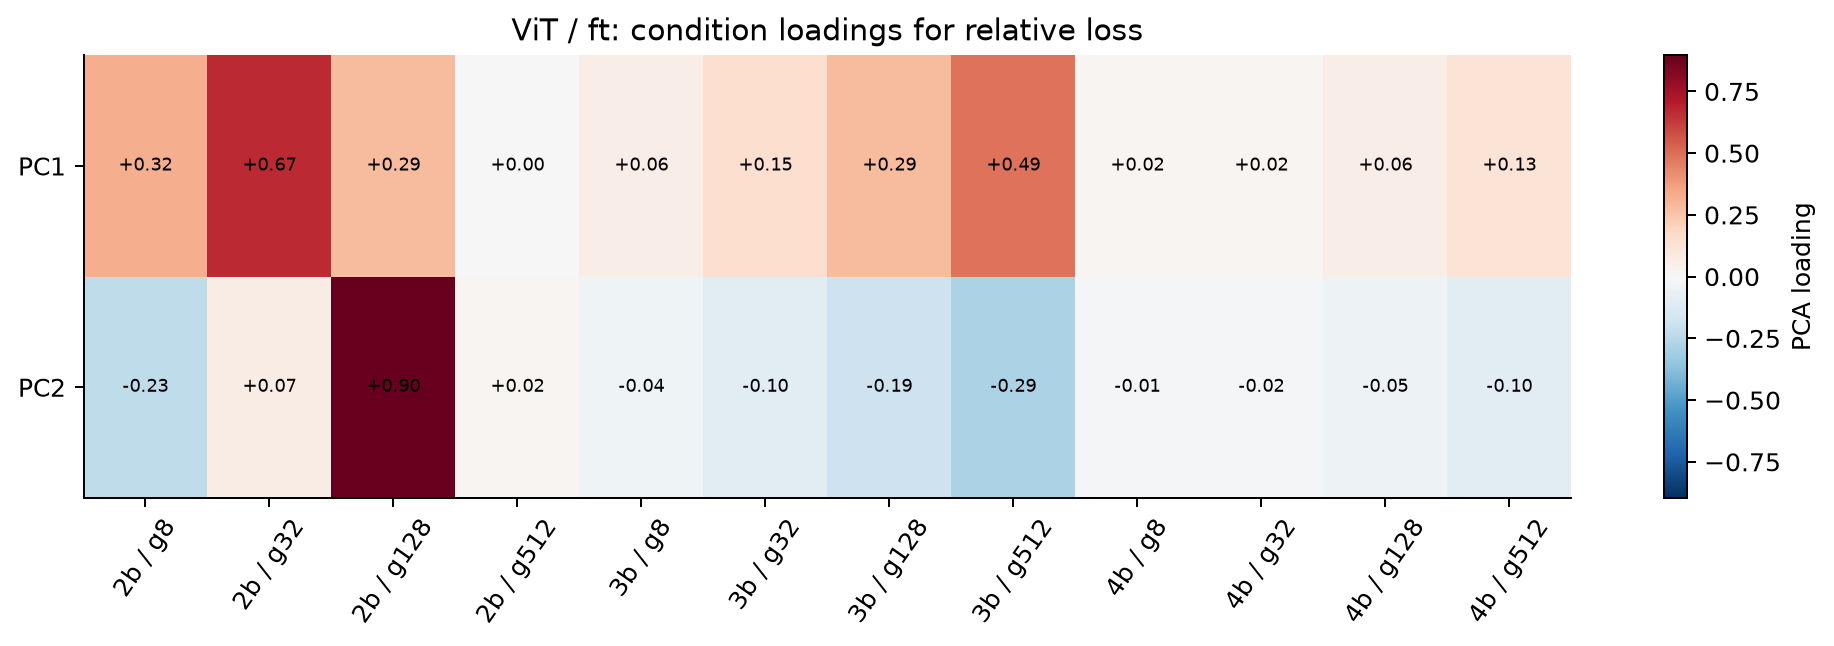 ViT / ft: condition loadings for relative loss
PC1
+0.32 +0.67 +0.29 +0.00 +0.06 +0.15 +0.29 +0.49 +0.02 +0.02 +0.06 +0.13
PC2
-0.23 +0.07 +0.90 +0.02 -0.04 -0.10 -0.19 -0.29 -0.01 -0.02 -0.05 -0.10
2b / g8
2b / g32
2b / g128
2b / g512
3b / g8
3b / g32
3b / g128
3b / g512
4b / g8
4b / g32
4b / g128
4b / g512
0.75
0.50
0.25
0.00
−0.25
−0.50
−0.75
PCA loading